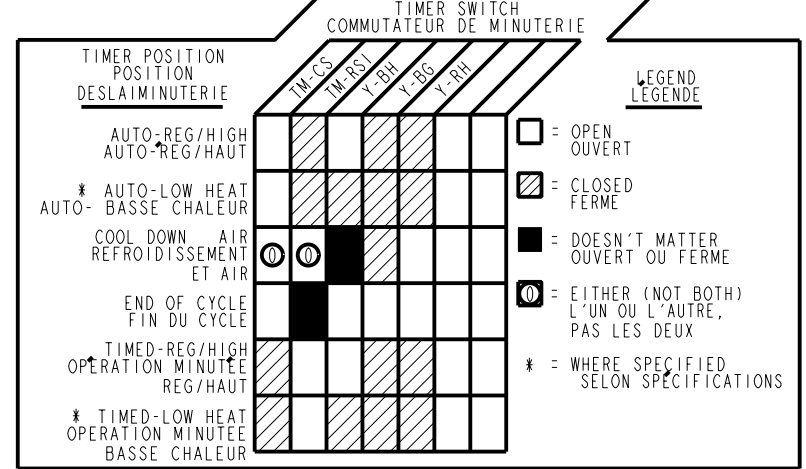 TIMER SWITCH
COMMUTATEUR DE MINUTERIE
TIMER POSITION
POSITION
DESLAIMINUTERIE
TM-CS
TM-RSI
Y-BH
Y-BG
Y-RH
LEGEND
LEGENDE
AUTO-REG/HIGH
AUTO-REG/HAUT
* AUTO-LOW HEAT
AUTO- BASSE CHALEUR
COOL DOWN AIR
REFROIDISSEMENT
ET AIR
END OF CYCLE
FIN DU CYCLE
TIMED-REG/HIGH
OPERATION MINUTEE
REG/HAUT
* TIMED-LOW HEAT
OPERATION MINUTEE
BASSE CHALEUR
= OPEN
OUVERT
= CLOSED
FERME
= DOESN'T MATTER
OUVERT OU FERME
= EITHER (NOT BOTH)
L'UN OU L'AUTRE,
PAS LES DEUX
* = WHERE SPECIFIED
SELON SPECIFICATIONS